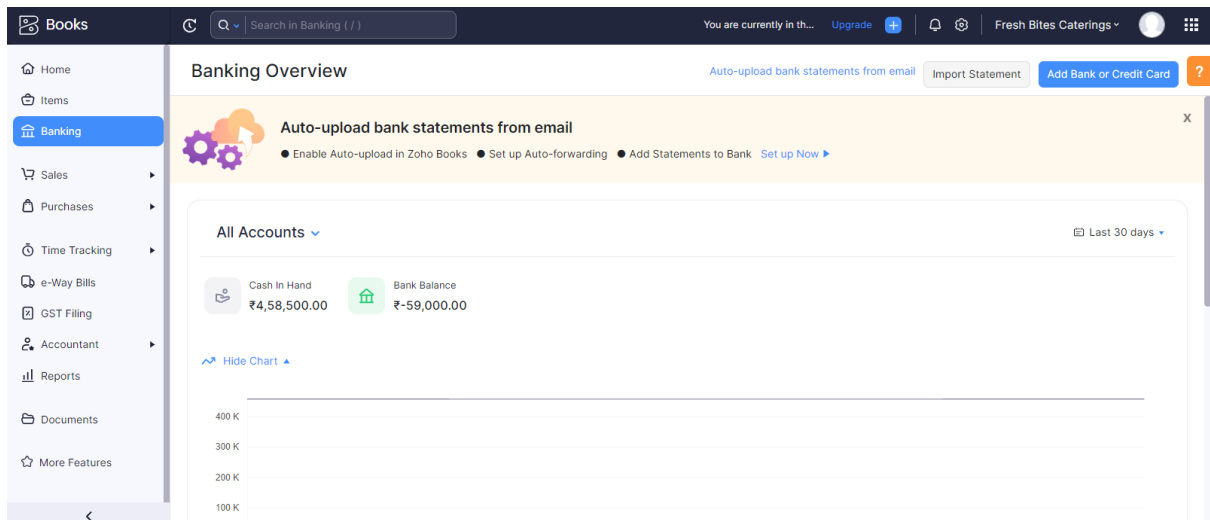 Books
Search in Banking ( / )
You are currently in th...
Upgrade
Fresh Bites Caterings
Home
Items
Banking
Sales
Purchases
Time Tracking
e-Way Bills
GST Filing
Accountant
Reports
Documents
More Features
Banking Overview
Auto-upload bank statements from email
Import Statement
Add Bank or Credit Card
?
Auto-upload bank statements from email
X
● Enable Auto-upload in Zoho Books ● Set up Auto-forwarding ● Add Statements to Bank Set up Now
All Accounts
Last 30 days
Cash In Hand
₹4,58,500.00
Bank Balance
₹-59,000.00
Hide Chart
400 K
300 K
200 K
100 K